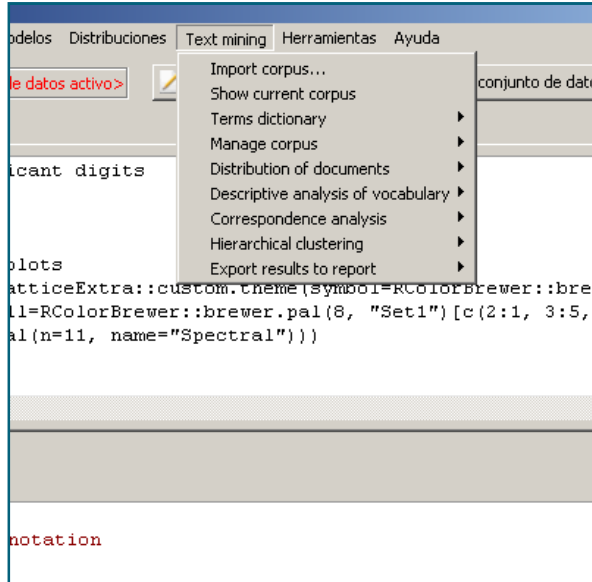 odelos Distribuciones Text mining Herramientas Ayuda
de datos activo> conjunto de dato
Import corpus...
Show current corpus
Terms dictionary
Manage corpus
Distribution of documents
Descriptive analysis of vocabulary
Correspondence analysis
Hierarchical clustering
Export results to report
icant digits
plots
atticeExtra::custom.theme(symbol=RColorBrewer::brew
ll=RColorBrewer::brewer.pal(8, "Set1")[c(2:1, 3:5,
al(n=11, name="Spectral")))
notation